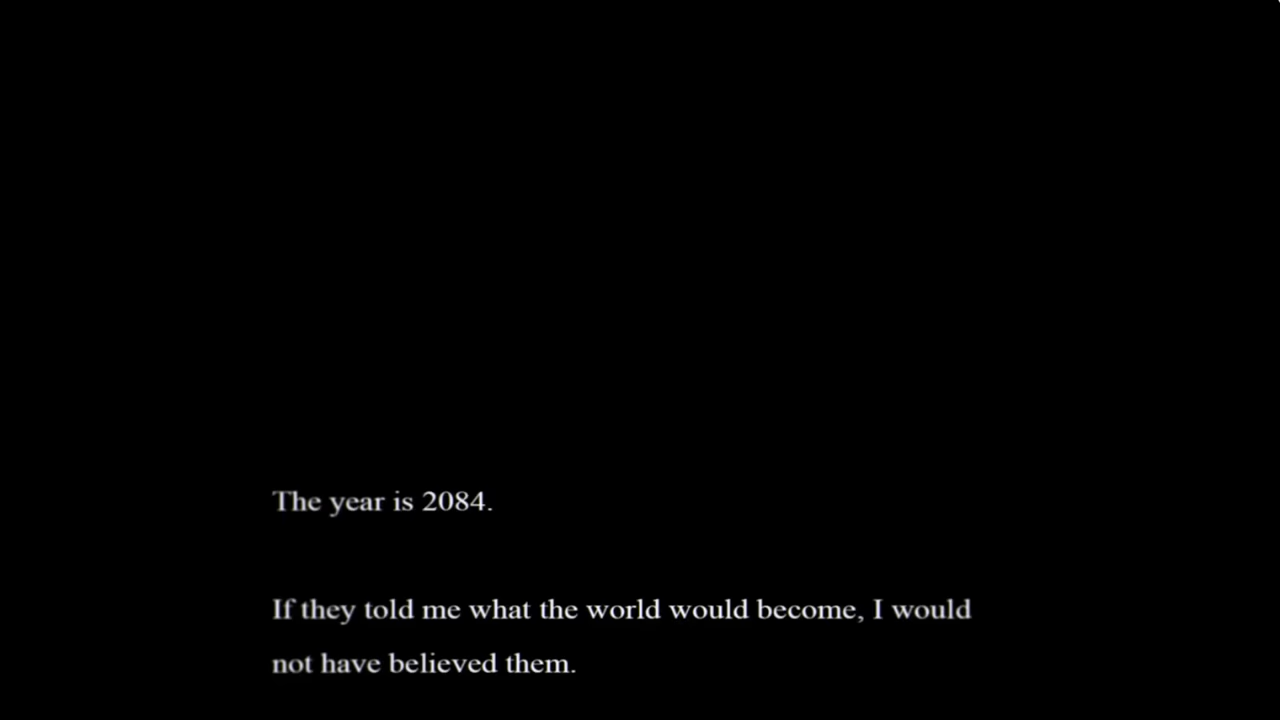 The year is 2084.
If they told me what the world would become, I would
not have believed them.